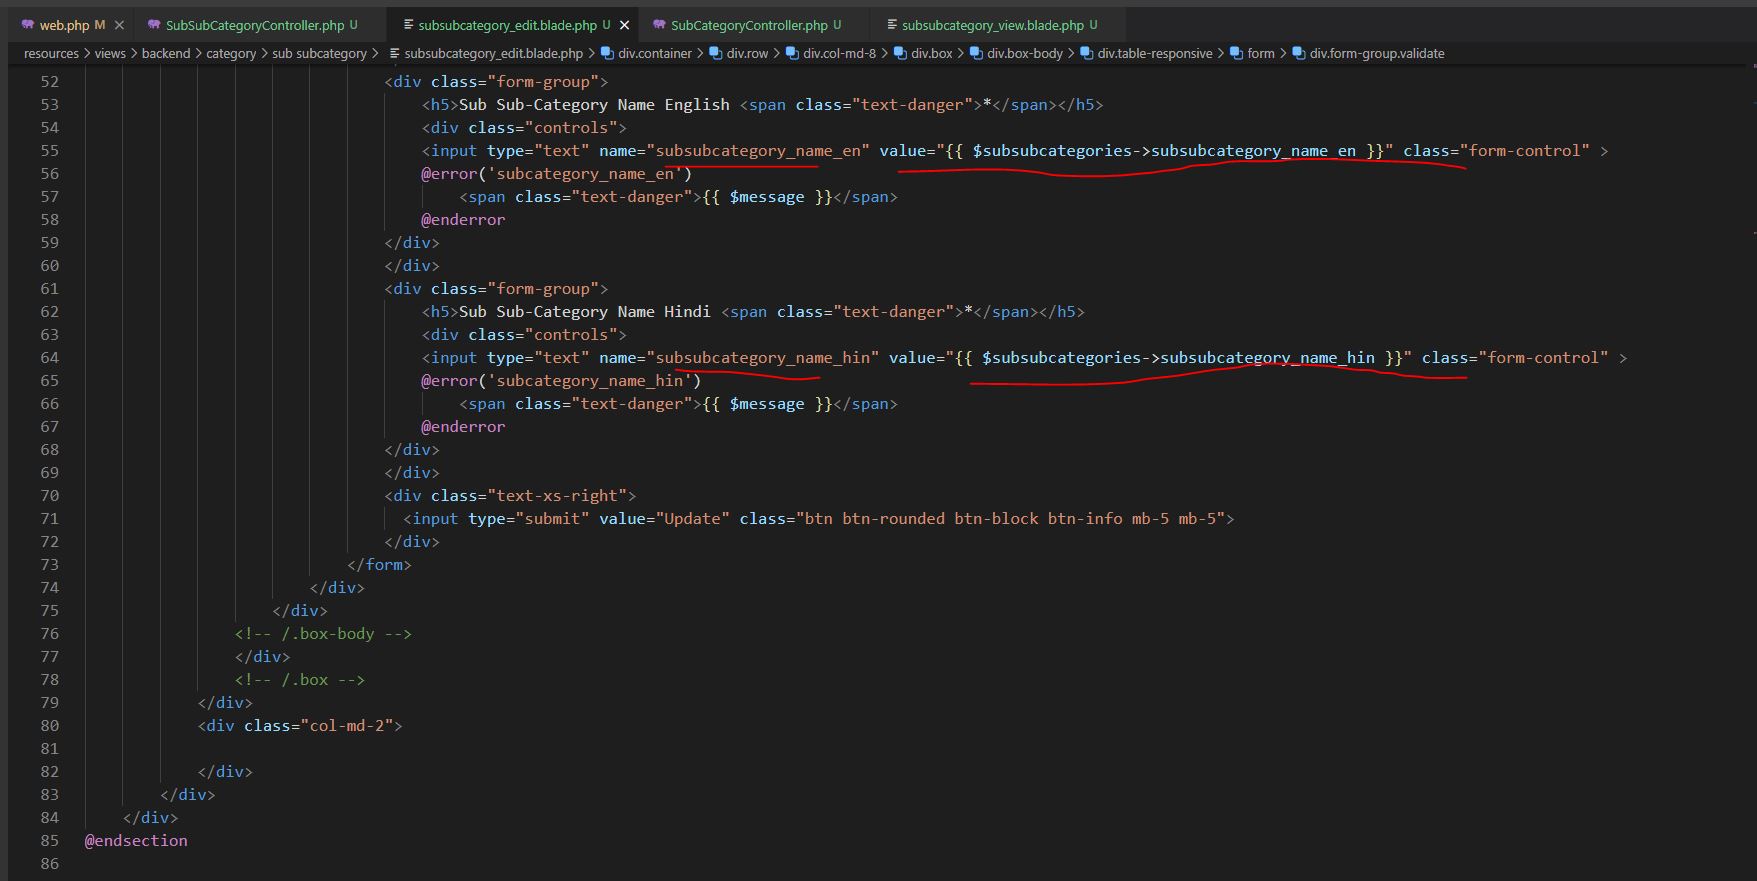 web.php M
SubSubCategoryController.php U
subsubcategory_edit.blade.php U
SubCategoryController.php U
subsubcategory_view.blade.php U
resources > views > backend > category > sub subcategory > subsubcategory_edit.blade.php > div.container > div.row > div.col-md-8 > div.box > div.box-body > div.table-responsive > form > div.form-group.validate
52 <div class="form-group">
53 <h5>Sub Sub-Category Name English <span class="text-danger">*</span></h5>
54 <div class="controls">
55 <input type="text" name="subsubcategory_name_en" value="{{ $subsubcategories->subsubcategory_name_en }}" class="form-control" >
56 @error('subcategory_name_en')
57 <span class="text-danger">{{ $message }}</span>
58 @enderror
59 </div>
60 </div>
61 <div class="form-group">
62 <h5>Sub Sub-Category Name Hindi <span class="text-danger">*</span></h5>
63 <div class="controls">
64 <input type="text" name="subsubcategory_name_hin" value="{{ $subsubcategories->subsubcategory_name_hin }}" class="form-control" >
65 @error('subcategory_name_hin')
66 <span class="text-danger">{{ $message }}</span>
67 @enderror
68 </div>
69 </div>
70 <div class="text-xs-right">
71 <input type="submit" value="Update" class="btn btn-rounded btn-block btn-info mb-5 mb-5">
72 </div>
73 </form>
74 </div>
75 </div>
76 <!-- /.box-body -->
77 </div>
78 <!-- /.box -->
79 </div>
80 <div class="col-md-2">
81
82 </div>
83 </div>
84 </div>
85 @endsection
86